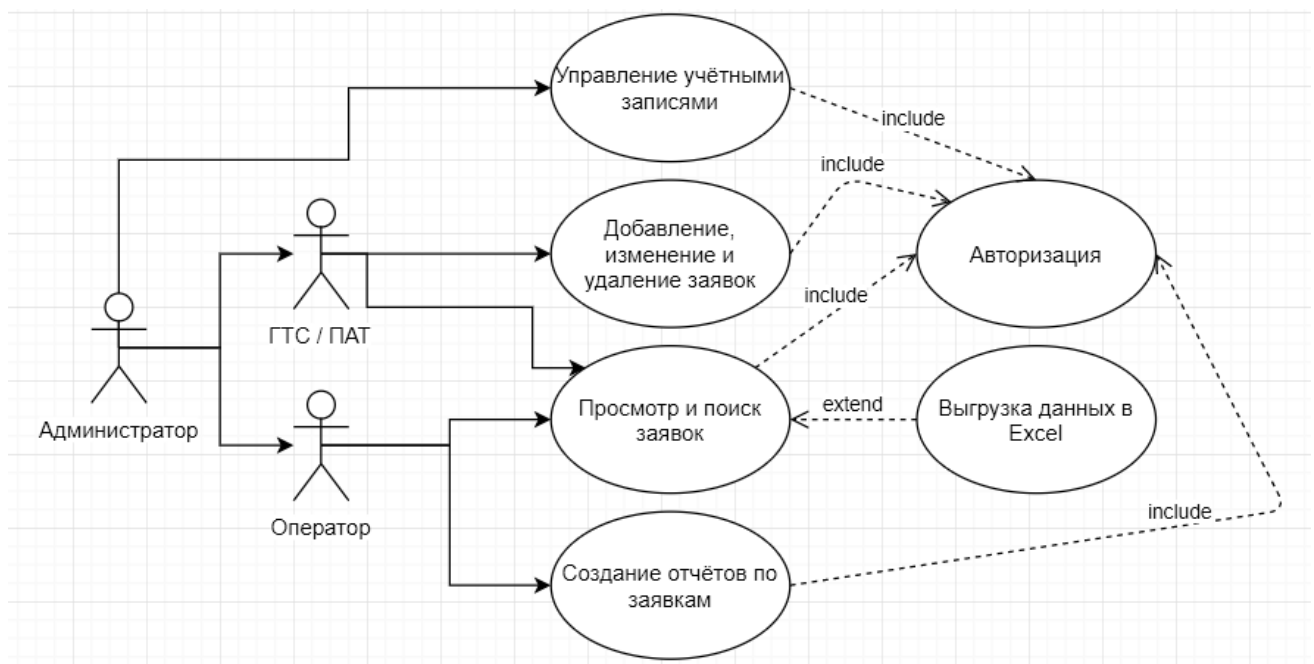 Управление учётными
записями
include
include
Добавление,
изменение и
удаление заявок
Авторизация
include
ГТС / ПАТ
Просмотр и поиск
заявок
extend
Выгрузка данных в
Excel
Администратор
Оператор
include
Создание отчётов по
заявкам